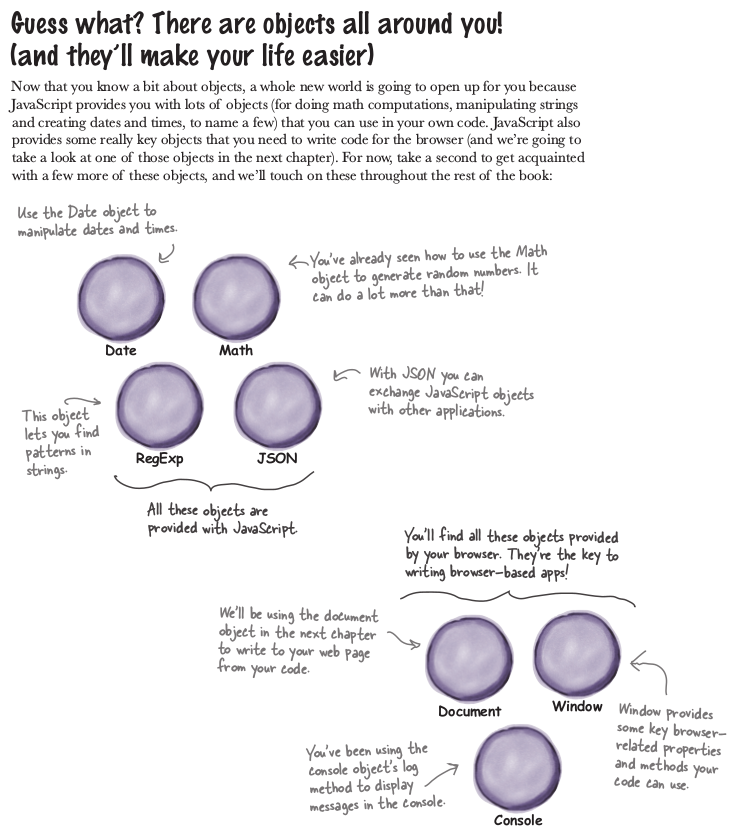 Guess what? There are objects all around you!
(and they'll make your life easier)
Now that you know a bit about objects, a whole new world is going to open up for you because
JavaScript provides you with lots of objects (for doing math computations, manipulating strings
and creating dates and times, to name a few) that you can use in your own code. JavaScript also
provides some really key objects that you need to write code for the browser (and we're going to
take a look at one of those objects in the next chapter). For now, take a second to get acquainted
with a few more of these objects, and we'll touch on these throughout the rest of the book:
Use the Date object to
manipulate dates and times.
You've already seen how to use the Math
object to generate random numbers. It
can do a lot more than that!
Date
Math
With JSON you can
exchange JavaScript objects
with other applications.
This object
lets you find
patterns in
strings.
RegExp
JSON
All these objects are
provided with JavaScript.
You'll find all these objects provided
by your browser. They're the key to
writing browser-based apps!
We'll be using the document
object in the next chapter
to write to your web page
from your code.
Document
Window
Window provides
some key browser-
related properties
and methods your
code can use.
You've been using the
console object's log
method to display
messages in the console.
Console